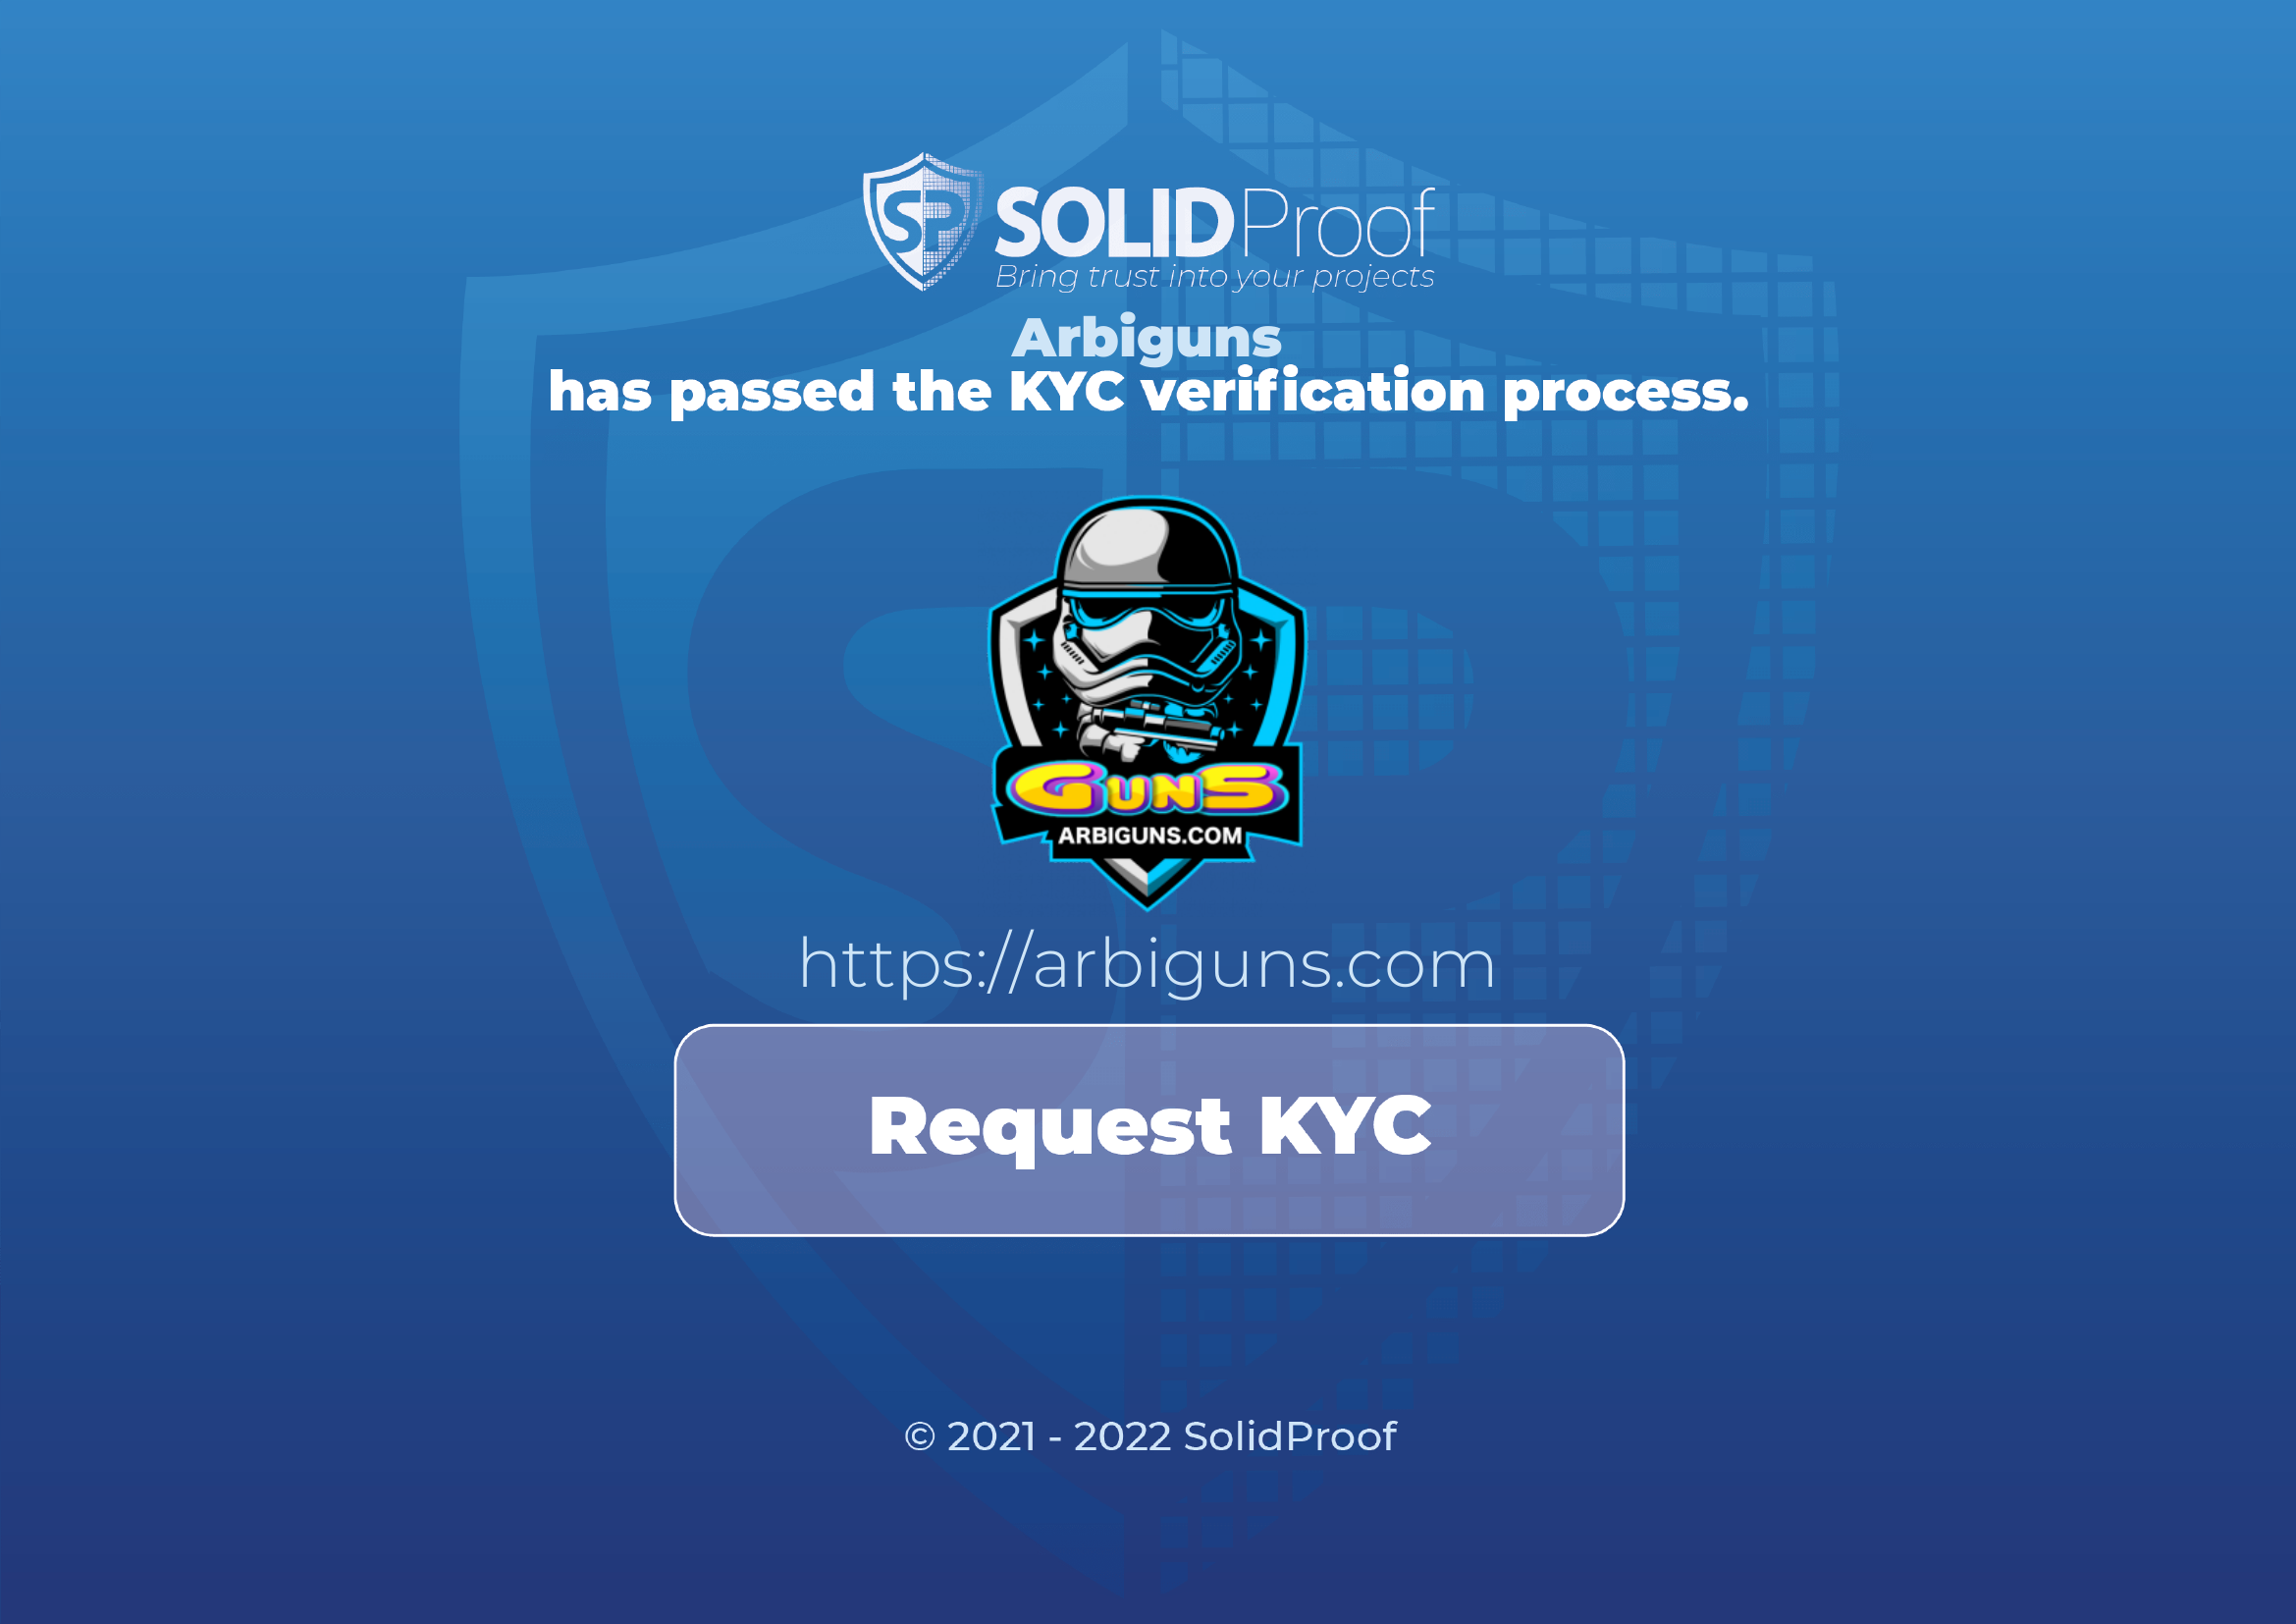 SP SOLIDProof
Bring trust into your projects
Arbiguns
has passed the KYC verification process.
GUNS
ARBIGUNS.COM
https://arbiguns.com
Request KYC
© 2021 - 2022 SolidProof